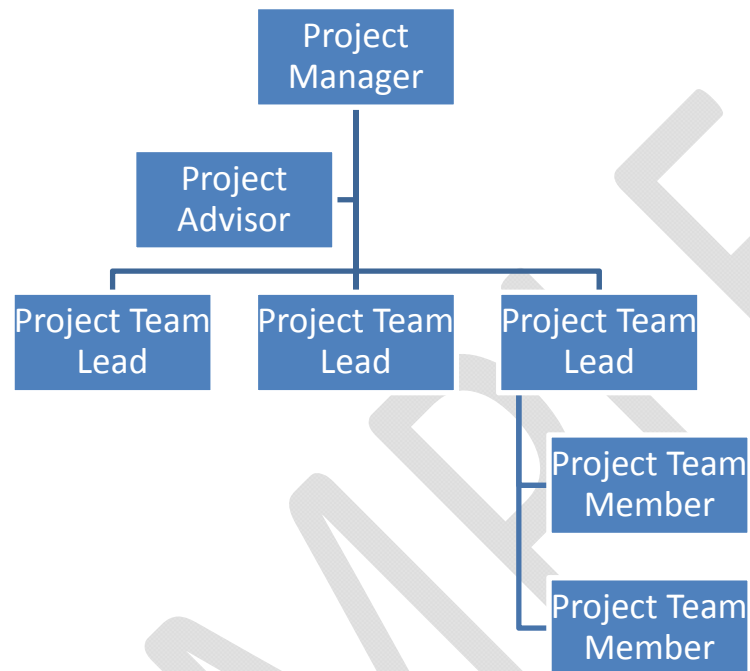 Project
Manager
Project
Advisor
Project Team
Lead
Project Team
Lead
Project Team
Lead
Project Team
Member
Project Team
Member